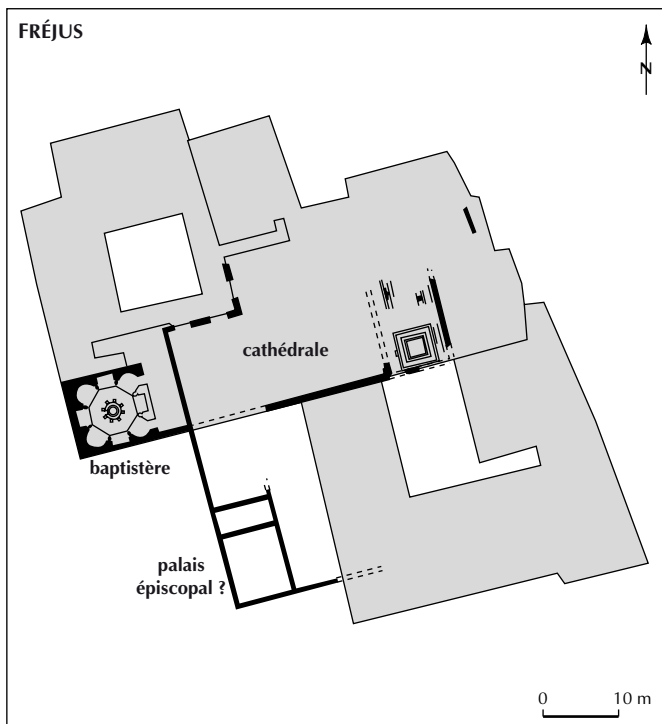 FRÉJUS
N
cathédrale
baptistère
palais
épiscopal ?
0 10 m